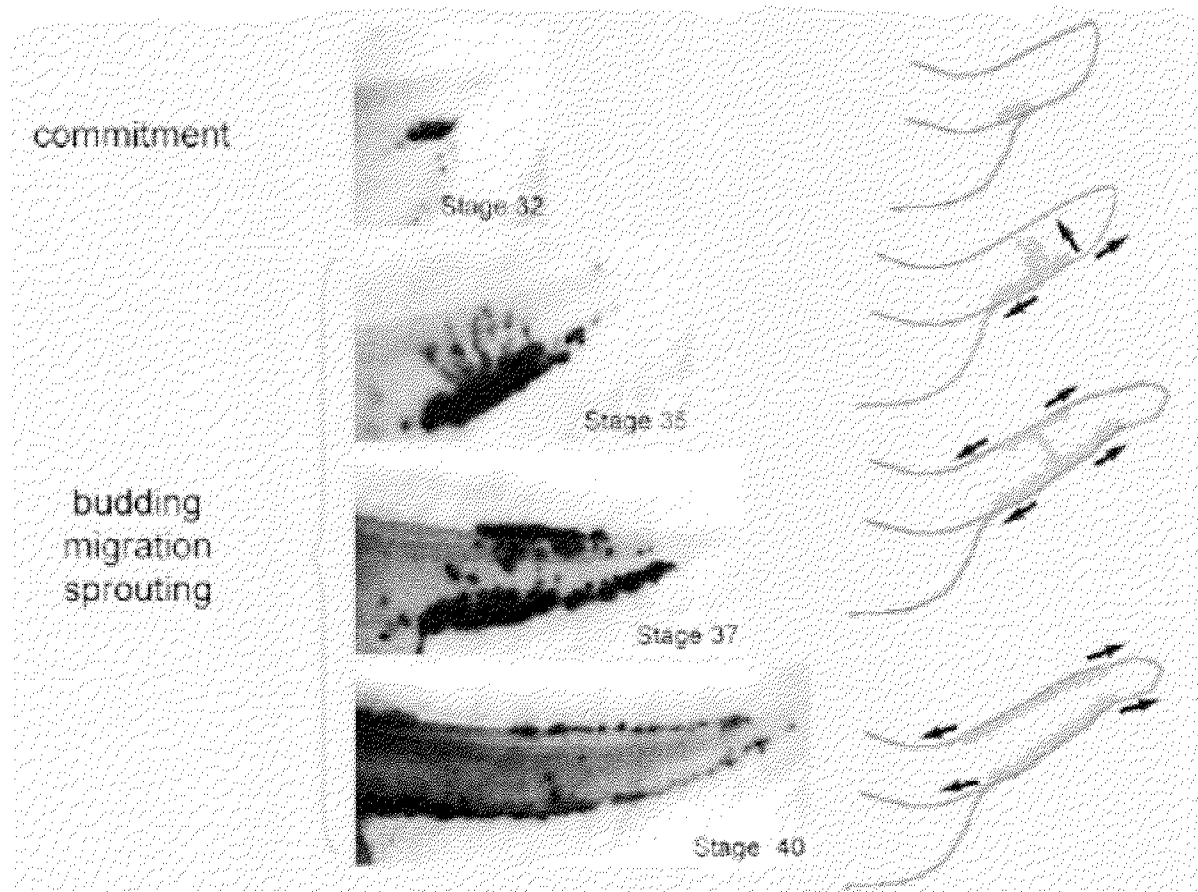 commitment
Stage 32
Stage 35
budding
migration
sprouting
Stage 37
Stage 40